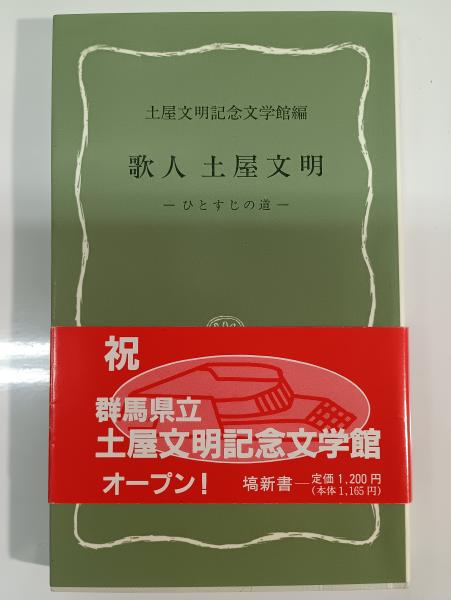 土屋文明記念文学館編
歌人 土屋文明
—ひとすじの道—
祝
群馬県立
土屋文明記念文学館
オープン!
塙新書—定価1,200円
(本体1,165円)